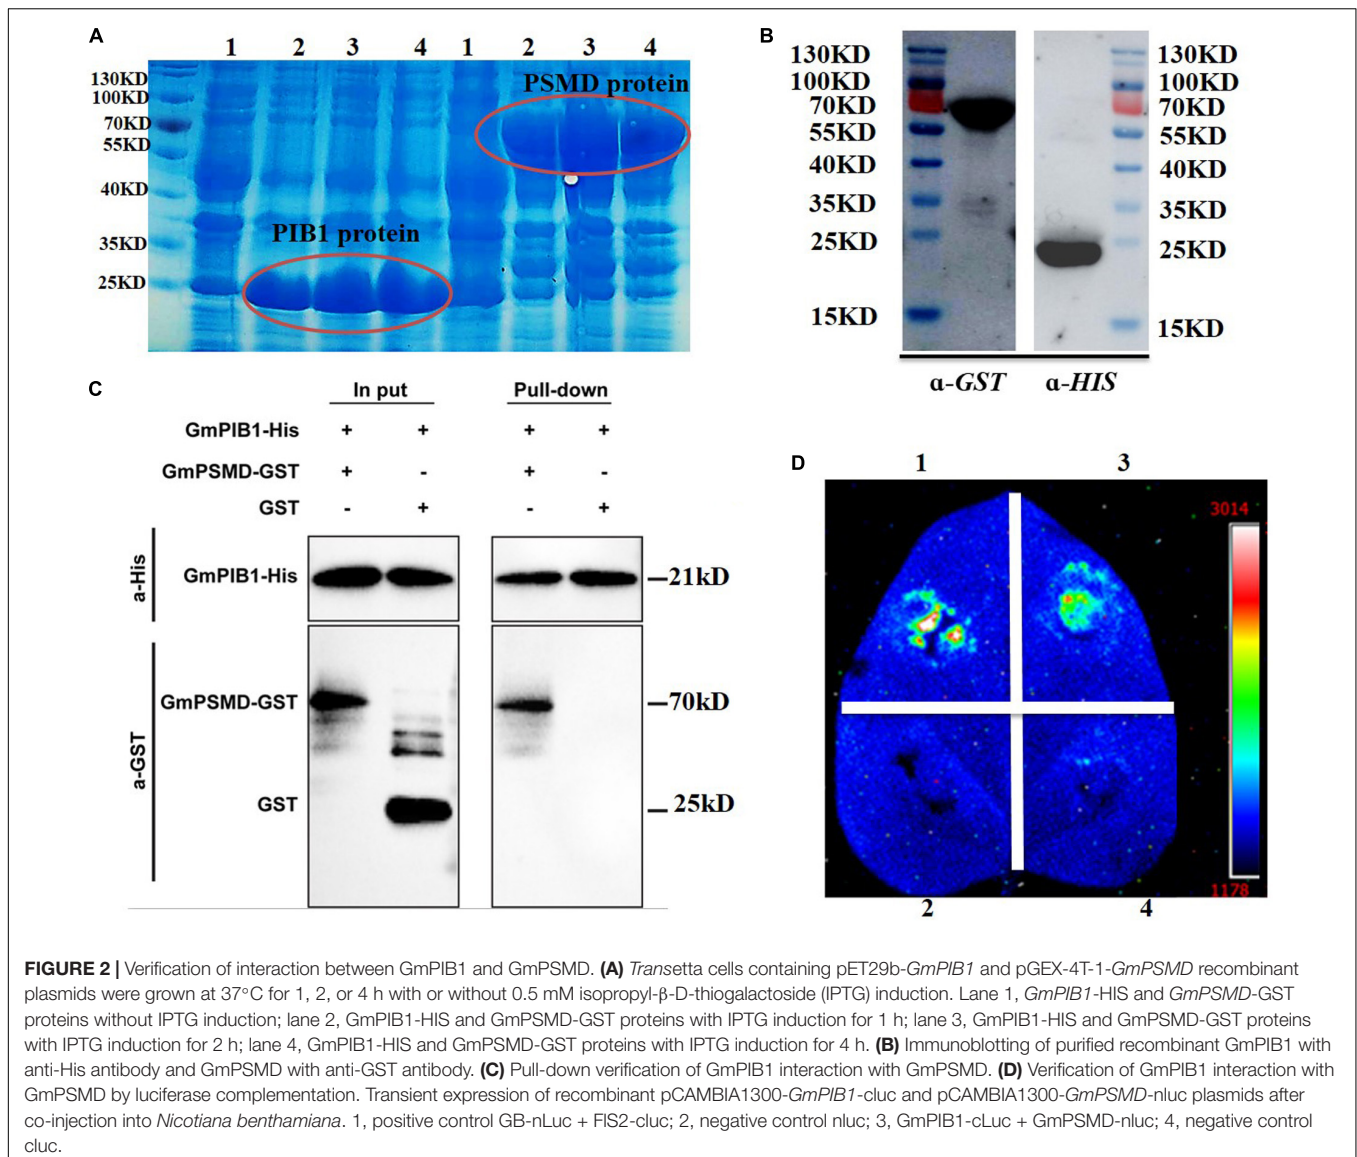 A
1 2 3 4 1 2 3 4
130KD
100KD
70KD
55KD
40KD
35KD
25KD
PSMD protein
PIB1 protein
B
130KD
100KD
70KD
55KD
40KD
35KD
25KD
15KD
130KD
100KD
70KD
55KD
40KD
35KD
25KD
15KD
α-GST
α-HIS
C
In put
Pull-down
GmPIB1-His + + + +
GmPSMD-GST + - + -
GST - + - +
a-His
GmPIB1-His
21kD
a-GST
GmPSMD-GST
70kD
GST
25kD
D
1
3
3014
1178
2
4
FIGURE 2 | Verification of interaction between GmPIB1 and GmPSMD. (A) Transetta cells containing pET29b-GmPIB1 and pGEX-4T-1-GmPSMD recombinant
plasmids were grown at 37°C for 1, 2, or 4 h with or without 0.5 mM isopropyl-β-D-thiogalactoside (IPTG) induction. Lane 1, GmPIB1-HIS and GmPSMD-GST
proteins without IPTG induction; lane 2, GmPIB1-HIS and GmPSMD-GST proteins with IPTG induction for 1 h; lane 3, GmPIB1-HIS and GmPSMD-GST proteins
with IPTG induction for 2 h; lane 4, GmPIB1-HIS and GmPSMD-GST proteins with IPTG induction for 4 h. (B) Immunoblotting of purified recombinant GmPIB1 with
anti-His antibody and GmPSMD with anti-GST antibody. (C) Pull-down verification of GmPIB1 interaction with GmPSMD. (D) Verification of GmPIB1 interaction with
GmPSMD by luciferase complementation. Transient expression of recombinant pCAMBIA1300-GmPIB1-cluc and pCAMBIA1300-GmPSMD-nluc plasmids after
co-injection into Nicotiana benthamiana. 1, positive control GB-nLuc + FlS2-cluc; 2, negative control nluc; 3, GmPIB1-cLuc + GmPSMD-nluc; 4, negative control
cluc.